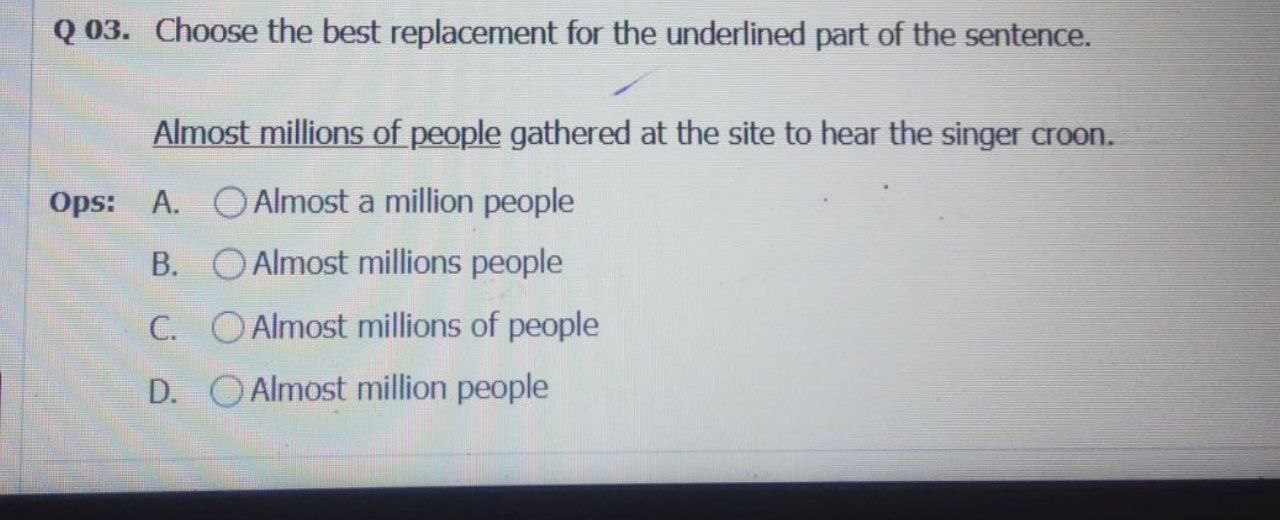 Q 03. Choose the best replacement for the underlined part of the sentence.
Almost millions of people gathered at the site to hear the singer croon.
Ops: A. Almost a million people
B. Almost millions people
C. Almost millions of people
D. Almost million people